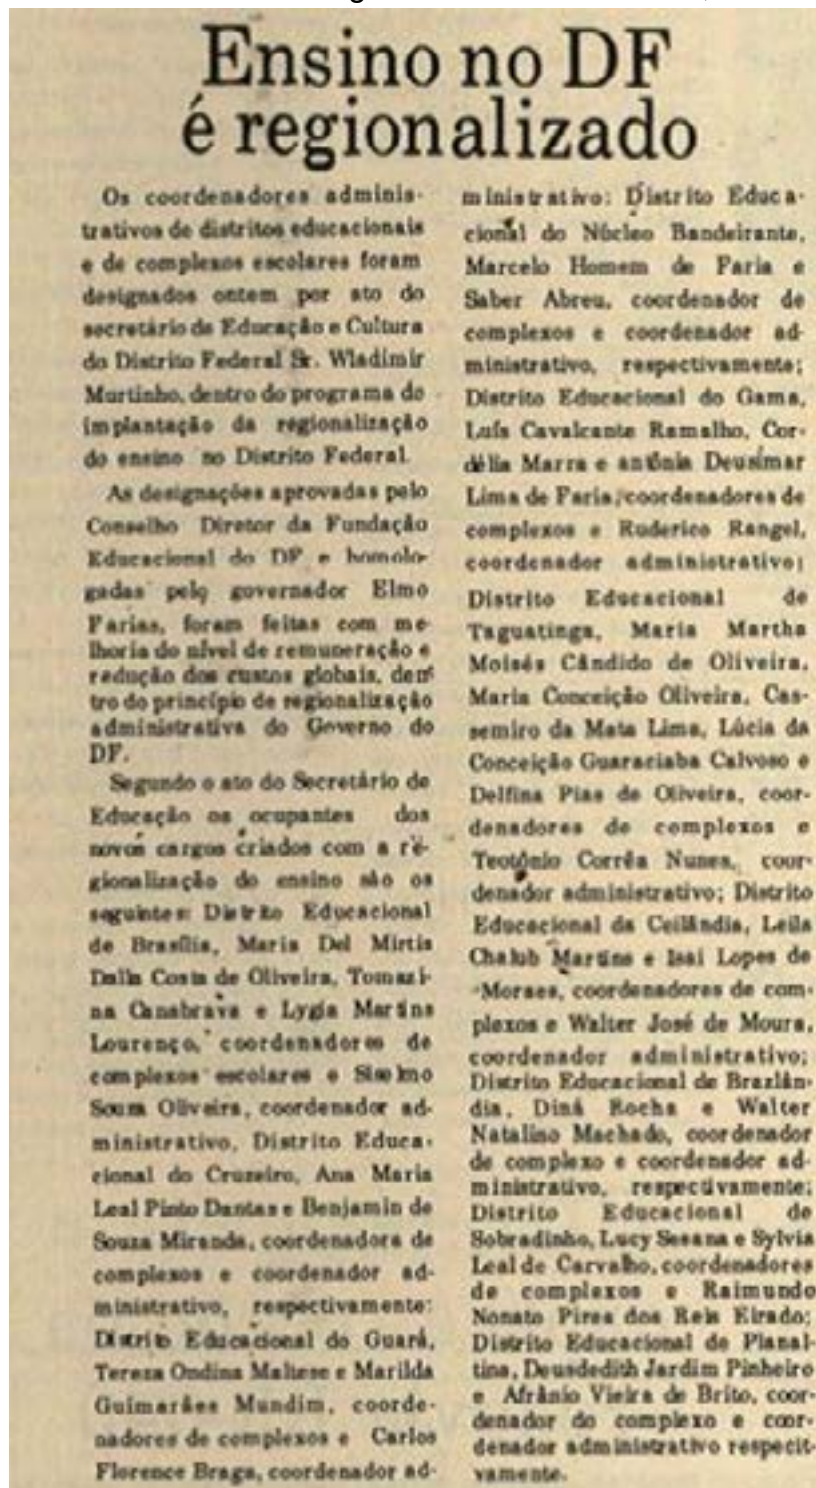 Ensino no DF
é regionalizado
Os coordenadores adminis-
trativos de distritos educacionais
e de complexos escolares foram
designados ontem por ato do
secretário de Educação e Cultura
do Distrito Federal Sr. Wladimir
Murtinho, dentro do programa de
implantação da regionalização
do ensino no Distrito Federal.
As designações aprovadas pelo
Conselho Diretor da Fundação
Educacional do DF e homolo-
gadas pelo governador Elmo
Farias, foram feitas com me-
lhoria do nível de remuneração e
redução dos custos globais, den-
tro do princípio de regionalização
administrativa do Governo do
DF.
Segundo o ato do Secretário de
Educação os ocupantes dos
novos cargos criados com a re-
gionalização do ensino são os
seguintes: Distrito Educacional
de Brasília, Maria Del Mirtis
Dalla Costa de Oliveira, Tomazi-
na Canabrava e Lygia Martins
Lourenço, coordenadores de
complexos escolares e
Souza Oliveira, coordenador ad-
ministrativo, Distrito Educa-
cional do Cruzeiro, Ana Maria
Leal Pinto Dantas e Benjamin de
Souza Miranda, coordenadora de
complexos e coordenador ad-
ministrativo, respectivamente:
Distrito Educacional do Guará,
Tereza Ondina Maltese e Marilda
Guimarães Mundim, coorde-
nadores de complexos e Carlos
Florence Braga, coordenador ad-
ministrativo: Distrito Educa-
cional do Núcleo Bandeirante,
Marcelo Homem de Faria e
Saber Abreu, coordenador de
complexos e coordenador ad-
ministrativo, respectivamente;
Distrito Educacional do Gama,
Luís Cavalcante Ramalho, Cor-
délia Marra e antônia Deusimar
Lima de Faria, coordenadores de
complexos e Ruderico Rangel,
coordenador administrativo;
Distrito Educacional de
Taguatinga, Maria Martha
Moisés Cândido de Oliveira,
Maria Conceição Oliveira, Cas-
semiro da Mata Lima, Lúcia da
Conceição Guaraciaba Calvoso e
Delfina Pias de Oliveira, coor-
denadores de complexos e
Teotônio Corrêa Nunes, coor-
denador administrativo; Distrito
Educacional da Ceilândia, Leila
Chalub Martins e Isai Lopes de
Moraes, coordenadores de com-
plexos e Walter José de Moura,
coordenador administrativo;
Distrito Educacional de Brazlân-
dia, Diná Rocha e Walter
Natalino Machado, coordenador
de complexo e coordenador ad-
ministrativo, respectivamente;
Distrito Educacional de
Sobradinho, Lucy Sesana e Sylvia
Leal de Carvalho, coordenadores
de complexos e Raimundo
Nonato Pires dos Reis Eirado;
Distrito Educacional de Planal-
tina, Deusdedith Jardim Pinheiro
e Afrânio Vieira de Brito, coor-
denador do complexo e coor-
denador administrativo respecit-
vamente.